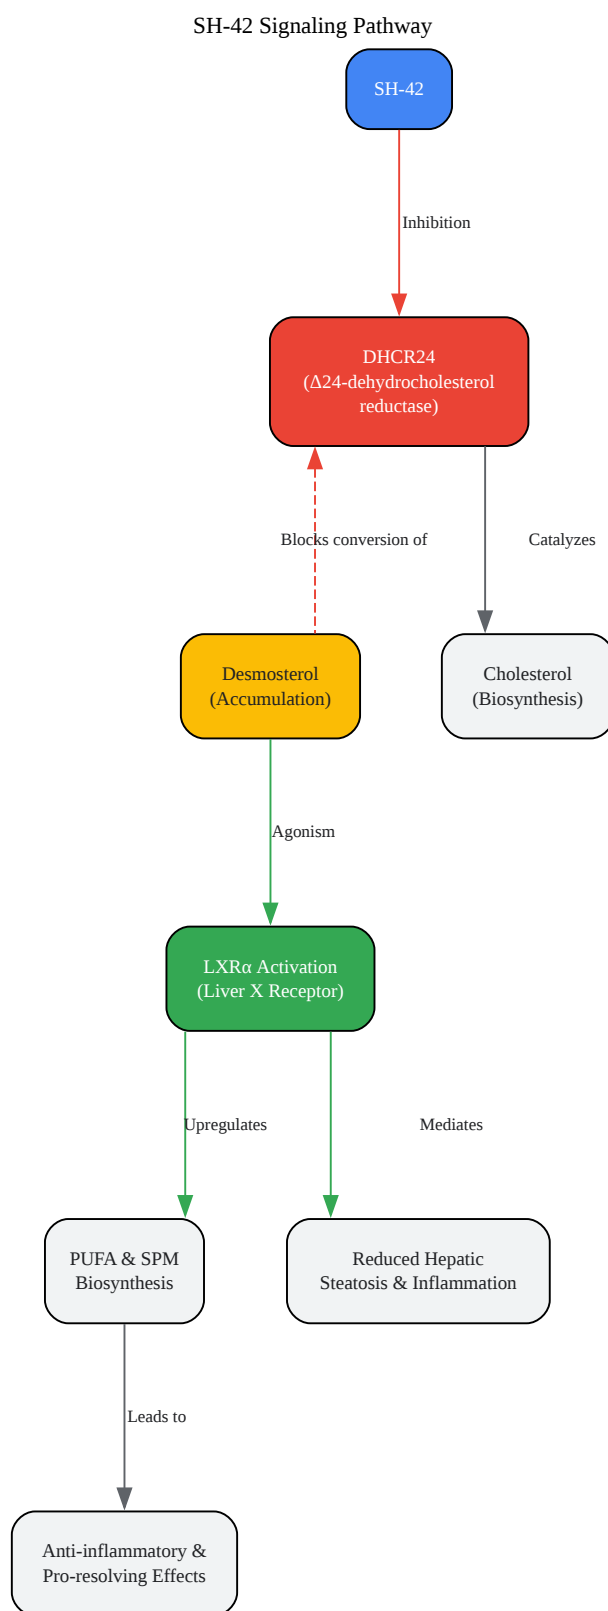 SH-42 Signaling Pathway
SH-42
Inhibition
DHCR24
(Δ24-dehydrocholesterol
reductase)
Blocks conversion of
Catalyzes
Desmosterol
(Accumulation)
Cholesterol
(Biosynthesis)
Agonism
LXRα Activation
(Liver X Receptor)
Upregulates
Mediates
PUFA & SPM
Biosynthesis
Reduced Hepatic
Steatosis & Inflammation
Leads to
Anti-inflammatory &
Pro-resolving Effects